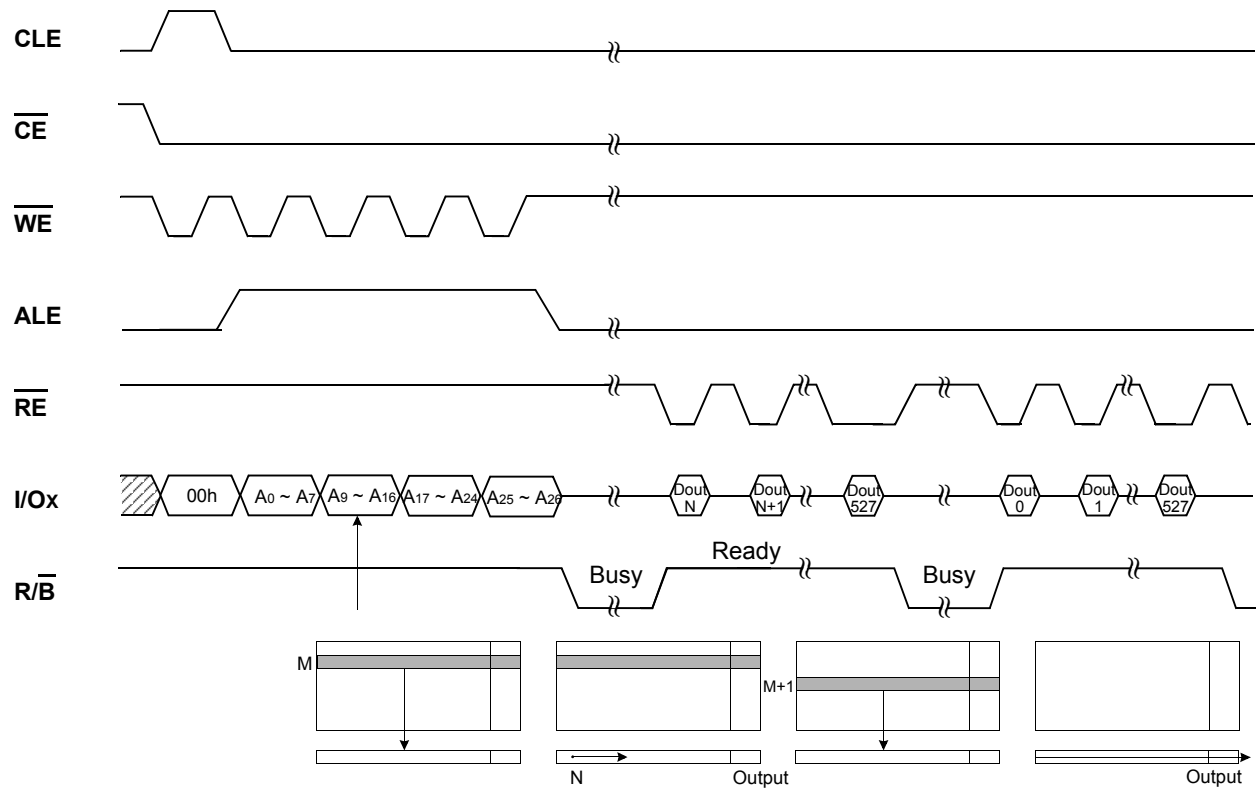 CLE
CE
WE
ALE
RE
I/Ox
00h
A0 ~ A7
A9 ~ A16
A17 ~ A24
A25 ~ A26
Dout
N
Dout
N+1
Dout
527
Dout
0
Dout
1
Dout
527
R/B
Busy
Ready
Busy
M
M+1
N
Output
Output